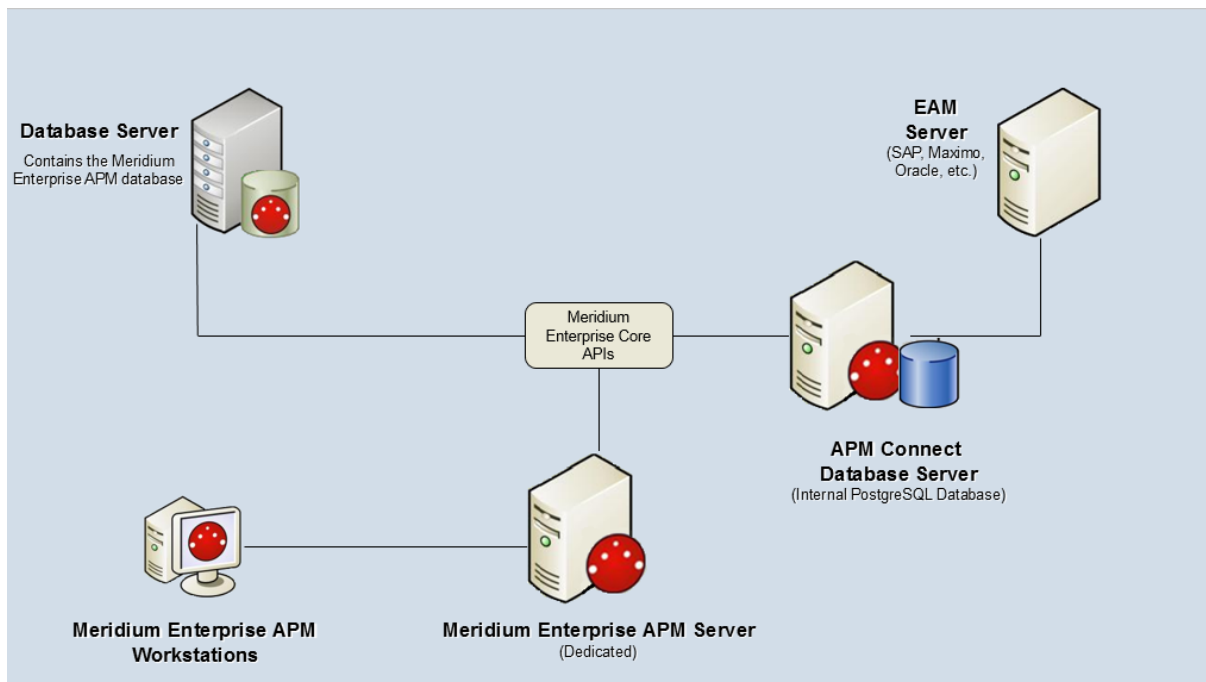 Database Server
Contains the Meridium
Enterprise APM database
EAM
Server
(SAP, Maximo,
Oracle, etc.)
Meridium
Enterprise Core
APIs
APM Connect
Database Server
(Internal PostgreSQL Database)
Meridium Enterprise APM
Workstations
Meridium Enterprise APM Server
(Dedicated)